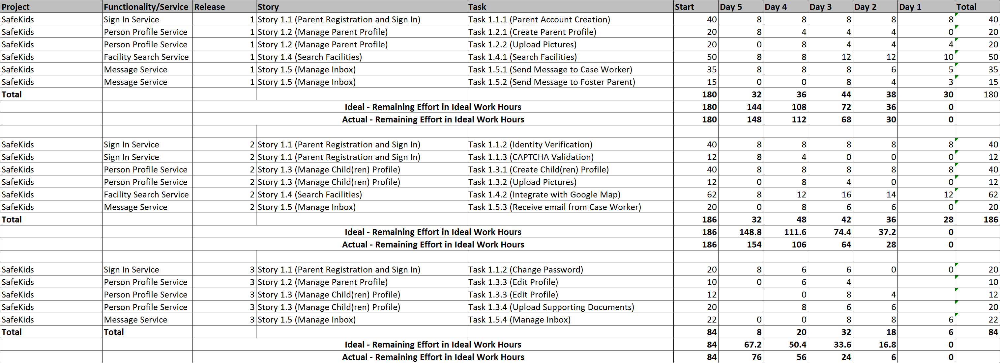 Project Functionality/Service Release Story Task Start Day 5 Day 4 Day 3 Day 2 Day 1 Total
SafeKids Sign In Service 1 Story 1.1 (Parent Registration and Sign In) Task 1.1.1 (Parent Account Creation) 40 8 8 8 8 8 40
SafeKids Person Profile Service 1 Story 1.2 (Manage Parent Profile) Task 1.2.1 (Create Parent Profile) 20 8 4 4 4 0 20
SafeKids Person Profile Service 1 Story 1.2 (Manage Parent Profile) Task 1.2.2 (Upload Pictures) 20 0 8 4 4 4 20
SafeKids Facility Search Service 1 Story 1.4 (Search Facilities) Task 1.4.1 (Search Facilities) 50 8 8 12 12 10 50
SafeKids Message Service 1 Story 1.5 (Manage Inbox) Task 1.5.1 (Send Message to Case Worker) 35 8 8 8 6 5 35
SafeKids Message Service 1 Story 1.5 (Manage Inbox) Task 1.5.2 (Send Message to Foster Parent) 15 0 0 8 4 3 15
Total 180 32 36 44 38 30 180
Ideal - Remaining Effort in Ideal Work Hours 180 144 108 72 36 0
Actual - Remaining Effort in Ideal Work Hours 180 148 112 68 30 0
SafeKids Sign In Service 2 Story 1.1 (Parent Registration and Sign In) Task 1.1.2 (Identity Verification) 40 8 8 8 8 8 40
SafeKids Sign In Service 2 Story 1.1 (Parent Registration and Sign In) Task 1.1.3 (CAPTCHA Validation) 12 8 4 0 0 0 12
SafeKids Person Profile Service 2 Story 1.3 (Manage Child(ren) Profile) Task 1.3.1 (Create Child(ren) Profile) 40 8 8 8 8 8 40
SafeKids Person Profile Service 2 Story 1.3 (Manage Child(ren) Profile) Task 1.3.2 (Upload Pictures) 12 0 8 4 0 0 12
SafeKids Facility Search Service 2 Story 1.4 (Search Facilities) Task 1.4.2 (Integrate with Google Map) 62 8 12 16 14 12 62
SafeKids Message Service 2 Story 1.5 (Manage Inbox) Task 1.5.3 (Receive email from Case Worker) 20 0 8 6 6 0 20
Total 186 32 48 42 36 28 186
Ideal - Remaining Effort in Ideal Work Hours 186 148.8 111.6 74.4 37.2 0
Actual - Remaining Effort in Ideal Work Hours 186 154 106 64 28 0
SafeKids Sign In Service 3 Story 1.1 (Parent Registration and Sign In) Task 1.1.2 (Change Password) 20 8 6 6 0 0 20
SafeKids Person Profile Service 3 Story 1.2 (Manage Parent Profile) Task 1.3.3 (Edit Profile) 10 0 6 4 10
SafeKids Person Profile Service 3 Story 1.3 (Manage Child(ren) Profile) Task 1.3.3 (Edit Profile) 12 0 8 4 12
SafeKids Person Profile Service 3 Story 1.3 (Manage Child(ren) Profile) Task 1.3.4 (Upload Supporting Documents) 20 8 6 6 20
SafeKids Message Service 3 Story 1.5 (Manage Inbox) Task 1.5.4 (Manage Inbox) 22 0 0 8 8 6 22
Total Total 84 8 20 32 18 6 84
Ideal - Remaining Effort in Ideal Work Hours 84 67.2 50.4 33.6 16.8 0
Actual - Remaining Effort in Ideal Work Hours 84 76 56 24 6 0